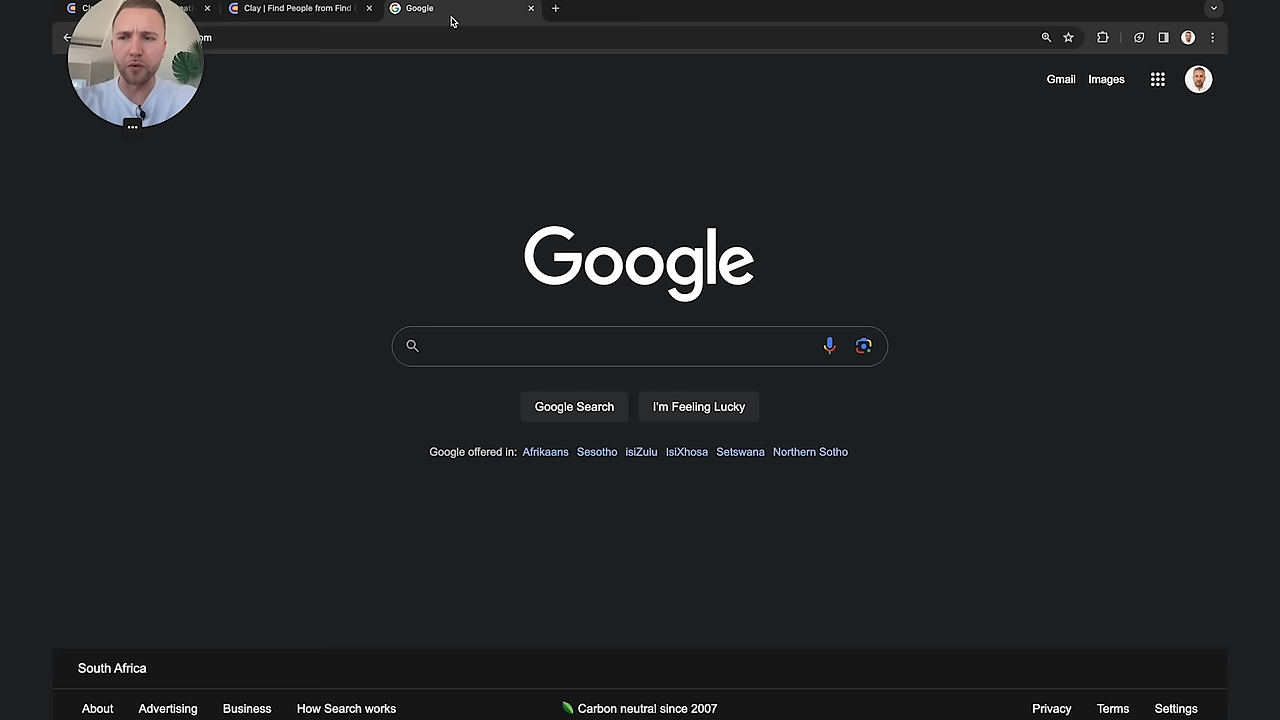 Clay | Find People from Find
Google
om
Gmail Images
Google
Google Search I'm Feeling Lucky
Google offered in: Afrikaans Sesotho isiZulu IsiXhosa Setswana Northern Sotho
South Africa
About Advertising Business How Search works Carbon neutral since 2007 Privacy Terms Settings